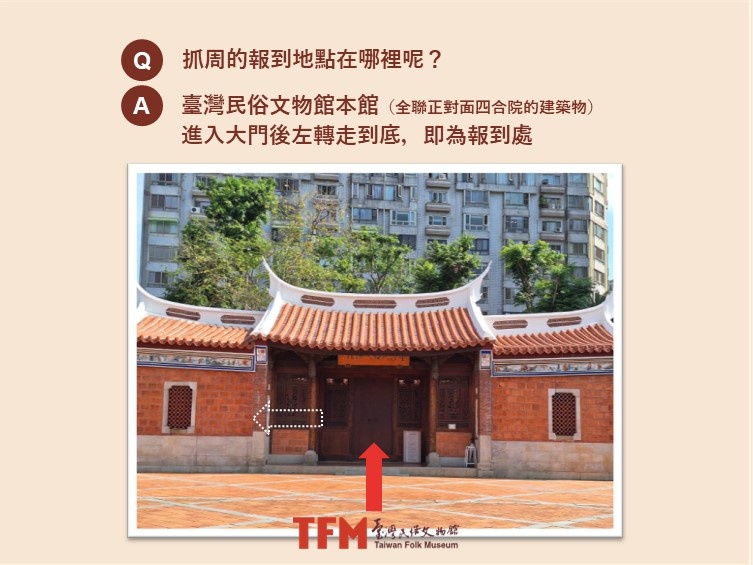 Q 抓周的報到地點在哪裡呢？
A 臺灣民俗文物館本館（全聯正對面四合院的建築物）
進入大門後左轉走到底，即為報到處
TFM 臺灣民俗文物館
Taiwan Folk Museum